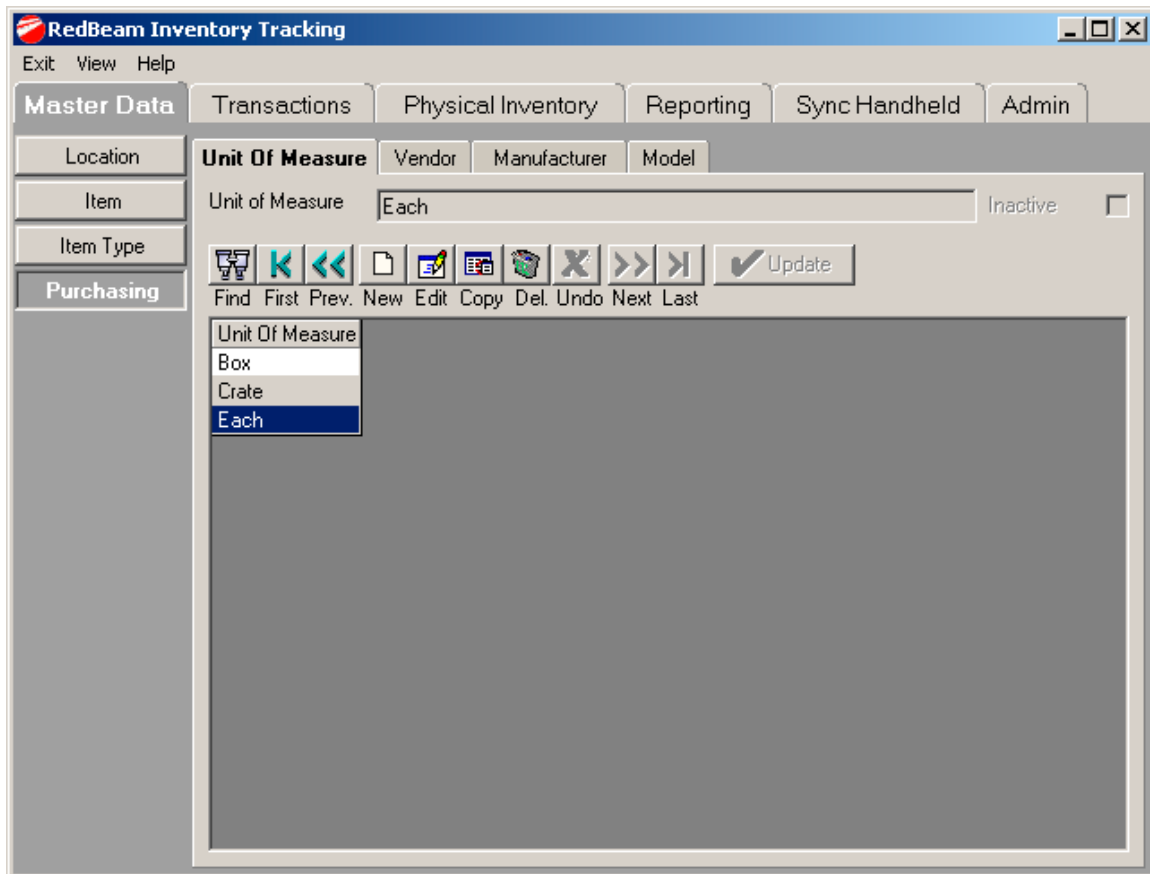 RedBeam Inventory Tracking
Exit View Help
Master Data Transactions Physical Inventory Reporting Sync Handheld Admin
Location
Item
Item Type
Purchasing
Unit Of Measure Vendor Manufacturer Model
Unit of Measure Each Inactive
Update
Find First Prev. New Edit Copy Del. Undo Next Last
Unit Of Measure
Box
Crate
Each